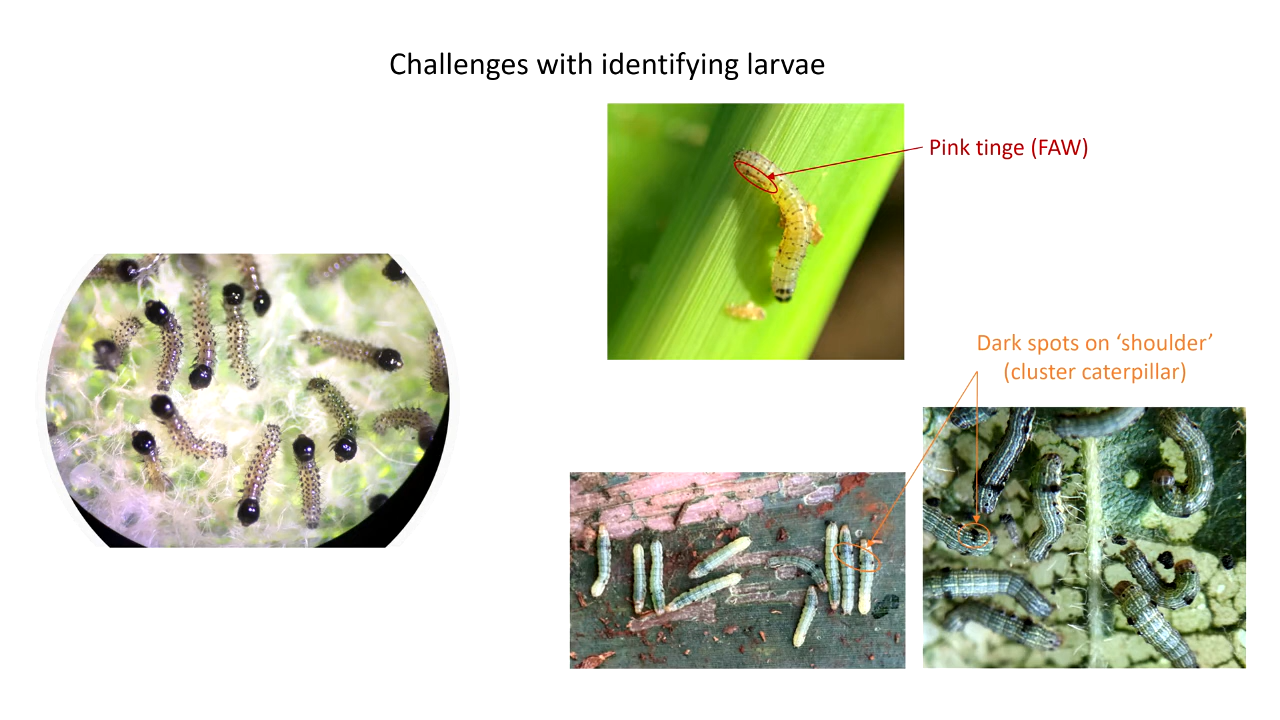 Challenges with identifying larvae
Pink tinge (FAW)
Dark spots on ‘shoulder’
(cluster caterpillar)